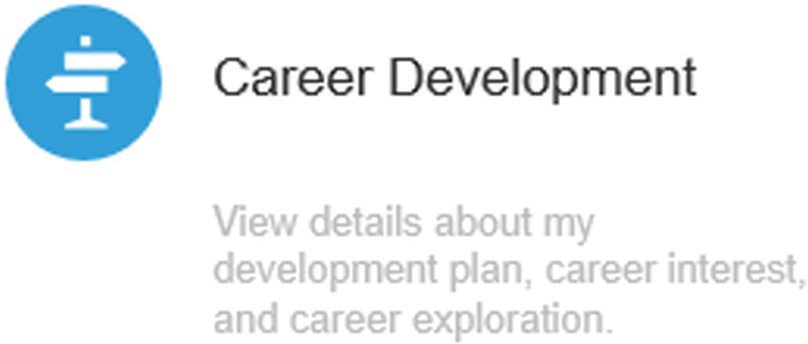 Career Development
View details about my
development plan, career interest,
and career exploration.